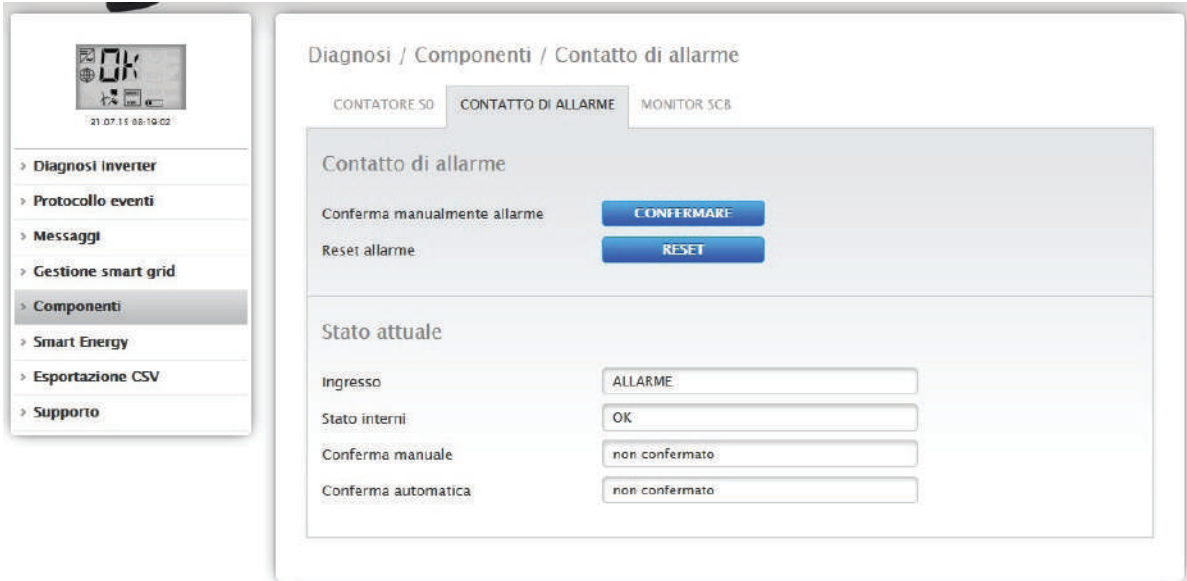 OK
21.07.15 08:19:02
Diagnosi inverter
Protocollo eventi
Messaggi
Gestione smart grid
Componenti
Smart Energy
Esportazione CSV
Supporto
Diagnosi / Componenti / Contatto di allarme
CONTATORE S0 CONTATTO DI ALLARME MONITOR SCB
Contatto di allarme
Conferma manualmente allarme CONFERMARE
Reset allarme RESET
Stato attuale
Ingresso ALLARME
Stato interni OK
Conferma manuale non confermato
Conferma automatica non confermato